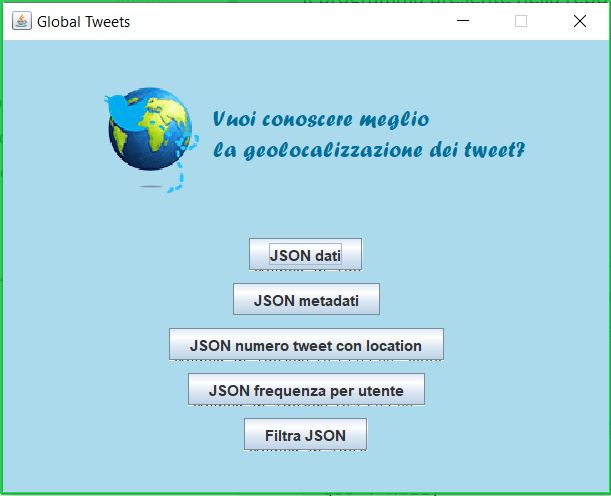 Global Tweets
Vuoi conoscere meglio
la geolocalizzazione dei tweet?
JSON dati
JSON metadati
JSON numero tweet con location
JSON frequenza per utente
Filtra JSON